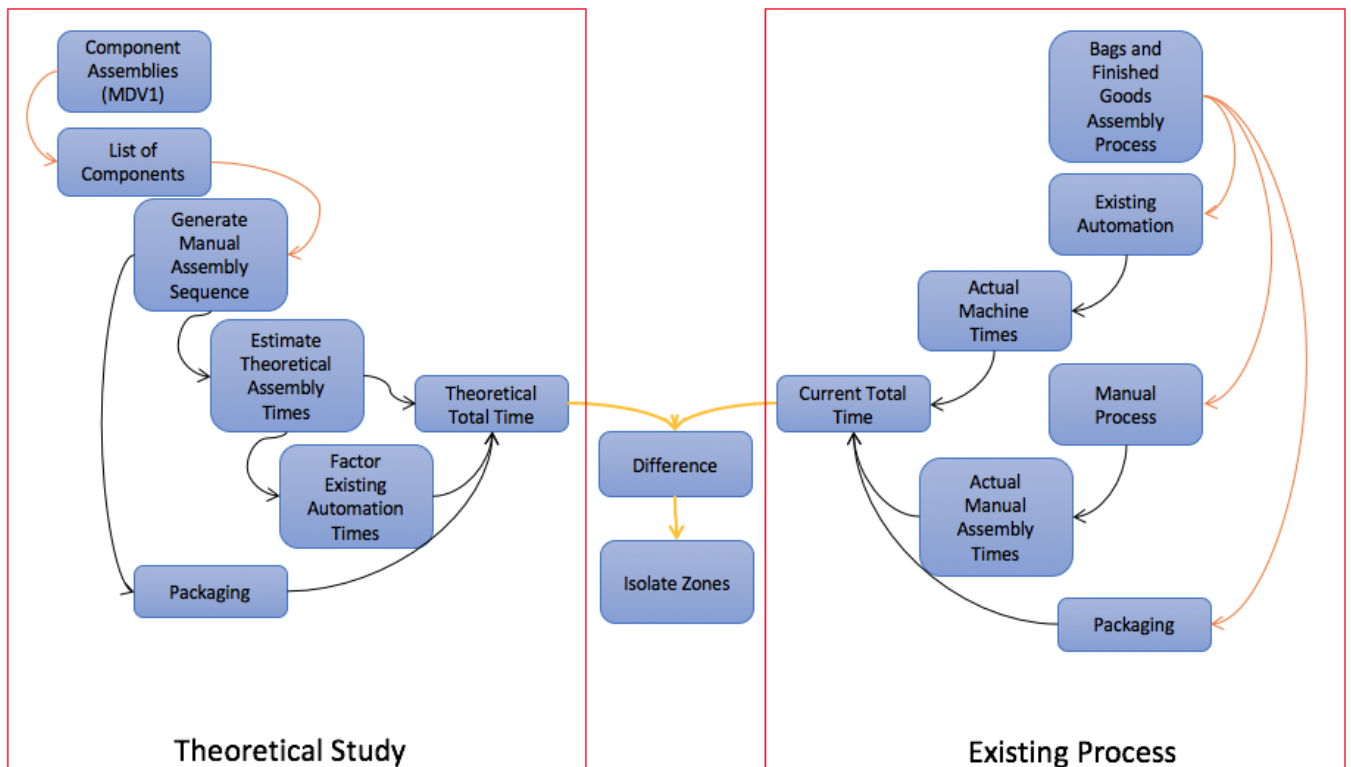 Component
Assemblies
(MDV1)
List of
Components
Generate
Manual
Assembly
Sequence
Estimate
Theoretical
Assembly
Times
Factor
Existing
Automation
Times
Packaging
Theoretical
Total Time
Theoretical Study
Difference
Isolate Zones
Bags and
Finished
Goods
Assembly
Process
Existing
Automation
Actual
Machine
Times
Current Total
Time
Manual
Process
Actual
Manual
Assembly
Times
Packaging
Existing Process